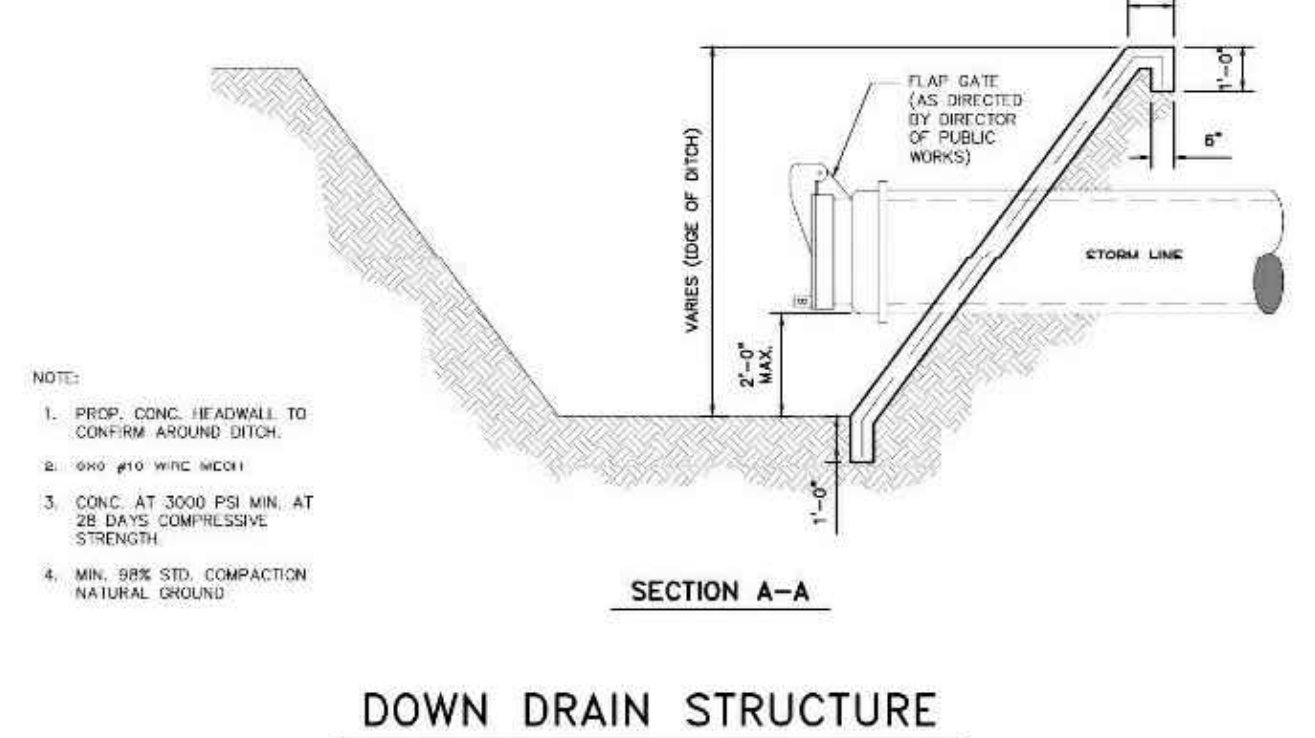 1'-0"
FLAP GATE
(AS DIRECTED
BY DIRECTOR
OF PUBLIC
WORKS)
6"
VARIES (EDGE OF DITCH)
STORM LINE
2'-0"
MAX.
NOTE:
1. PROP. CONC. HEADWALL TO
CONFIRM AROUND DITCH.
2. #10 WIRE MESH
3. CONC. AT 3000 PSI MIN. AT
28 DAYS COMPRESSIVE
STRENGTH.
4. MIN. 98% STD. COMPACTION
NATURAL GROUND
1'-0"
SECTION A-A
DOWN DRAIN STRUCTURE